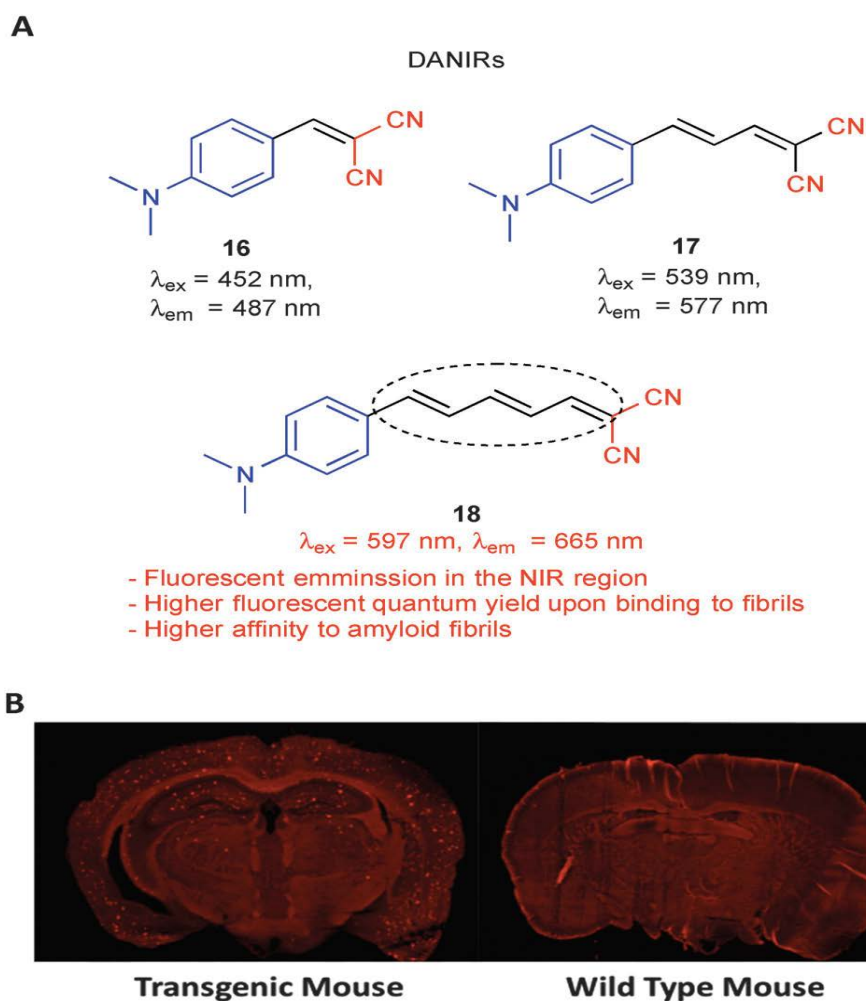 A
DANIRs
CN
CN
N
16
λex = 452 nm,
λem = 487 nm
CN
CN
N
17
λex = 539 nm,
λem = 577 nm
CN
CN
N
18
λex = 597 nm, λem = 665 nm
- Fluorescent emminssion in the NIR region
- Higher fluorescent quantum yield upon binding to fibrils
- Higher affinity to amyloid fibrils
B
Transgenic Mouse
Wild Type Mouse